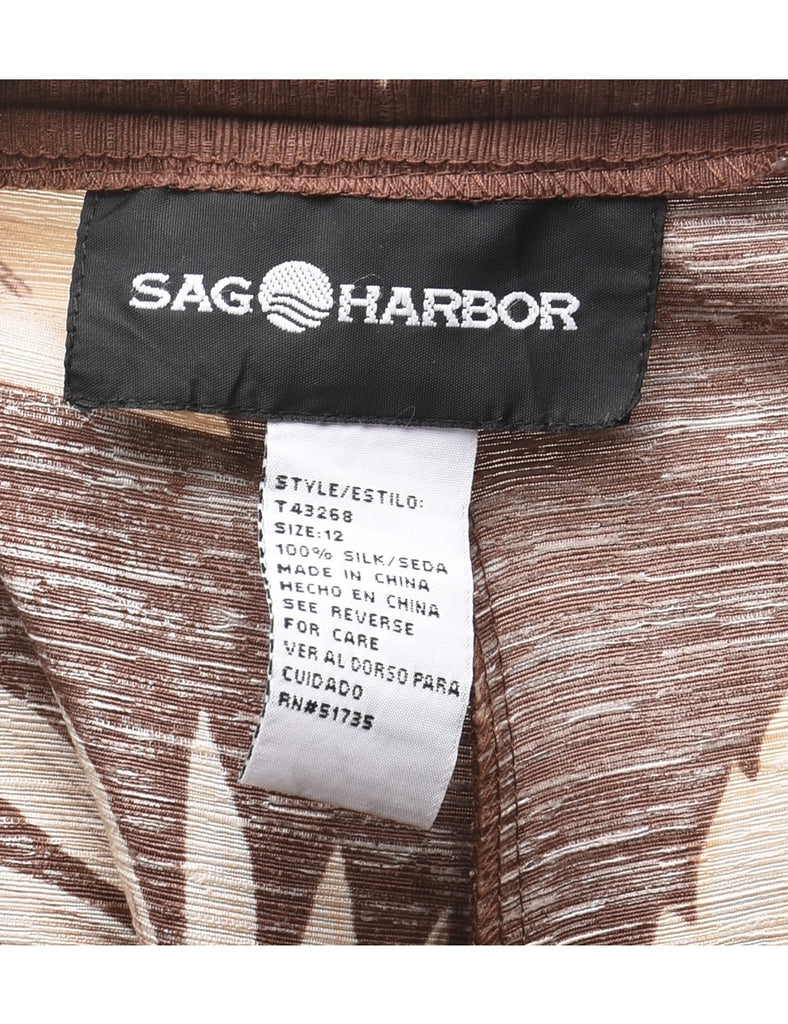 SAG HARBOR
STYLE/ESTILO:
T43268
SIZE:12
100% SILK/SEDA
MADE IN CHINA
HECHO EN CHINA
SEE REVERSE
FOR CARE
VER AL DORSO PARA
CUIDADO
RN#51735